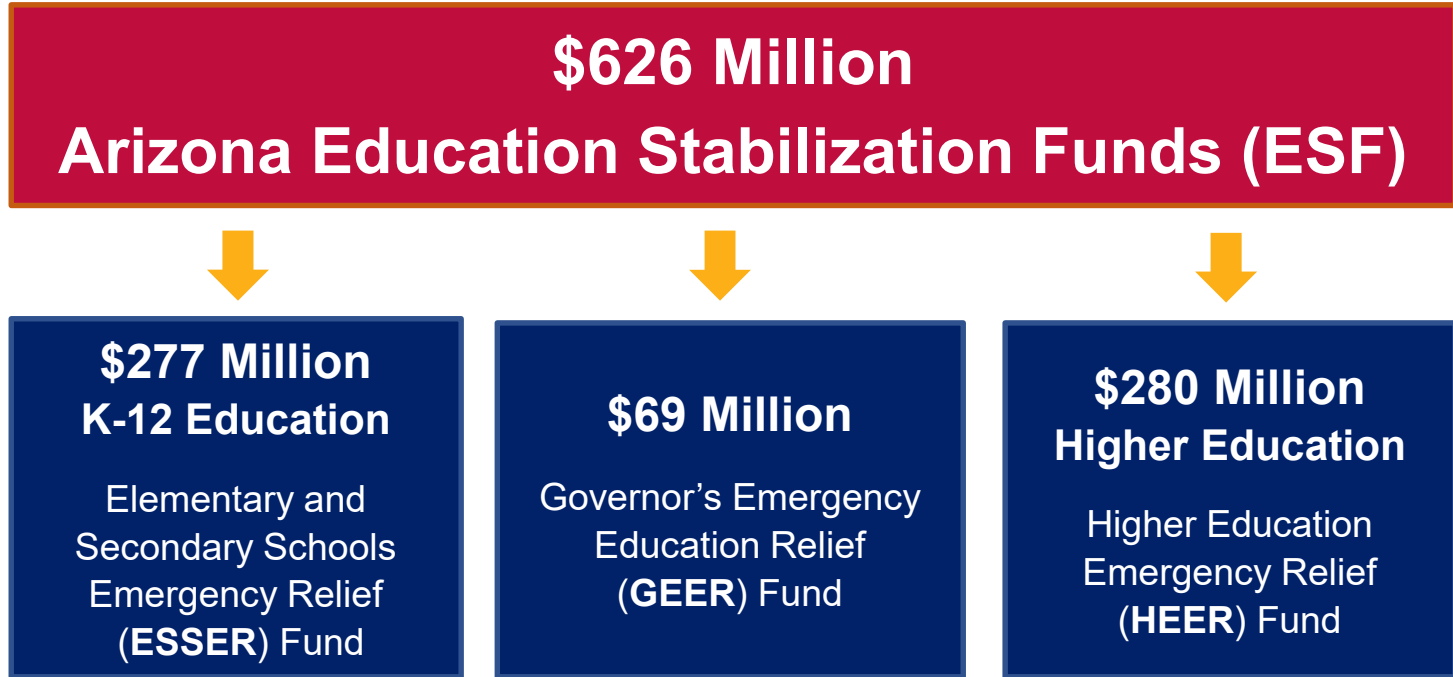 $626 Million
Arizona Education Stabilization Funds (ESF)
$277 Million
K-12 Education
Elementary and
Secondary Schools
Emergency Relief
(ESSER) Fund
$69 Million
Governor’s Emergency
Education Relief
(GEER) Fund
$280 Million
Higher Education
Higher Education
Emergency Relief
(HEER) Fund